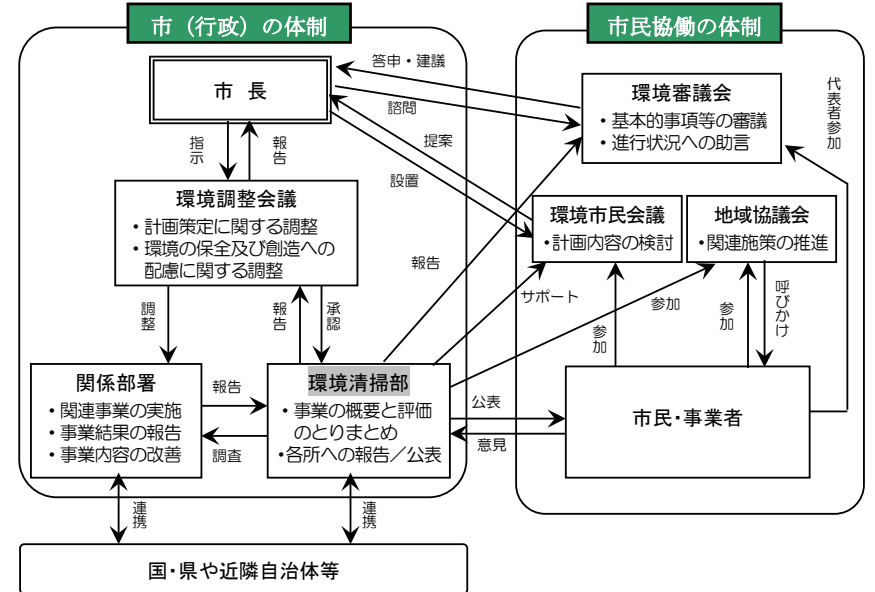 市（行政）の体制
市民協働の体制
市 長
答申・建議
諮問
提案
設置
指示
報告
環境審議会
・基本的事項等の審議
・進行状況への助言
代表者参加
環境調整会議
・計画策定に関する調整
・環境の保全及び創造への
配慮に関する調整
環境市民会議
・計画内容の検討
地域協議会
・関連施策の推進
報告
サポート
参加
参加
参加
呼びかけ
調整
報告
承認
関係部署
・関連事業の実施
・事業結果の報告
・事業内容の改善
報告
調査
環境清掃部
・事業の概要と評価
のとりまとめ
・各所への報告／公表
公表
意見
市民・事業者
連携
連携
国・県や近隣自治体等